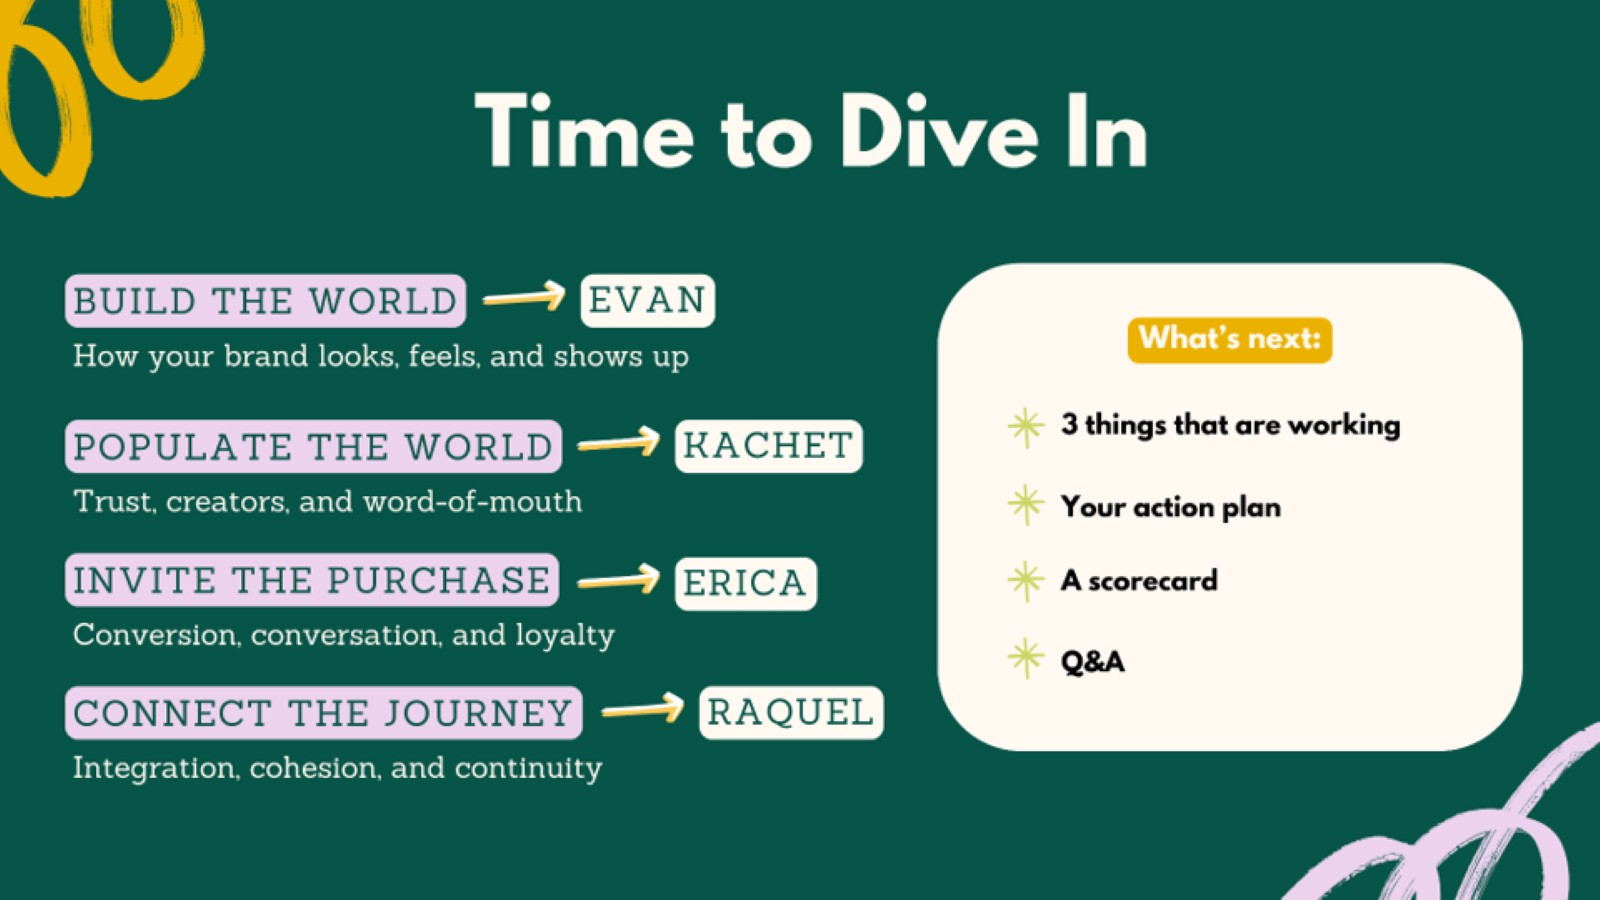 Time to Dive In
BUILD THE WORLD
EVAN
How your brand looks, feels, and shows up
POPULATE THE WORLD
KACHET
Trust, creators, and word-of-mouth
INVITE THE PURCHASE
ERICA
Conversion, conversation, and loyalty
CONNECT THE JOURNEY
RAQUEL
Integration, cohesion, and continuity
What's next:
3 things that are working
Your action plan
A scorecard
Q&A